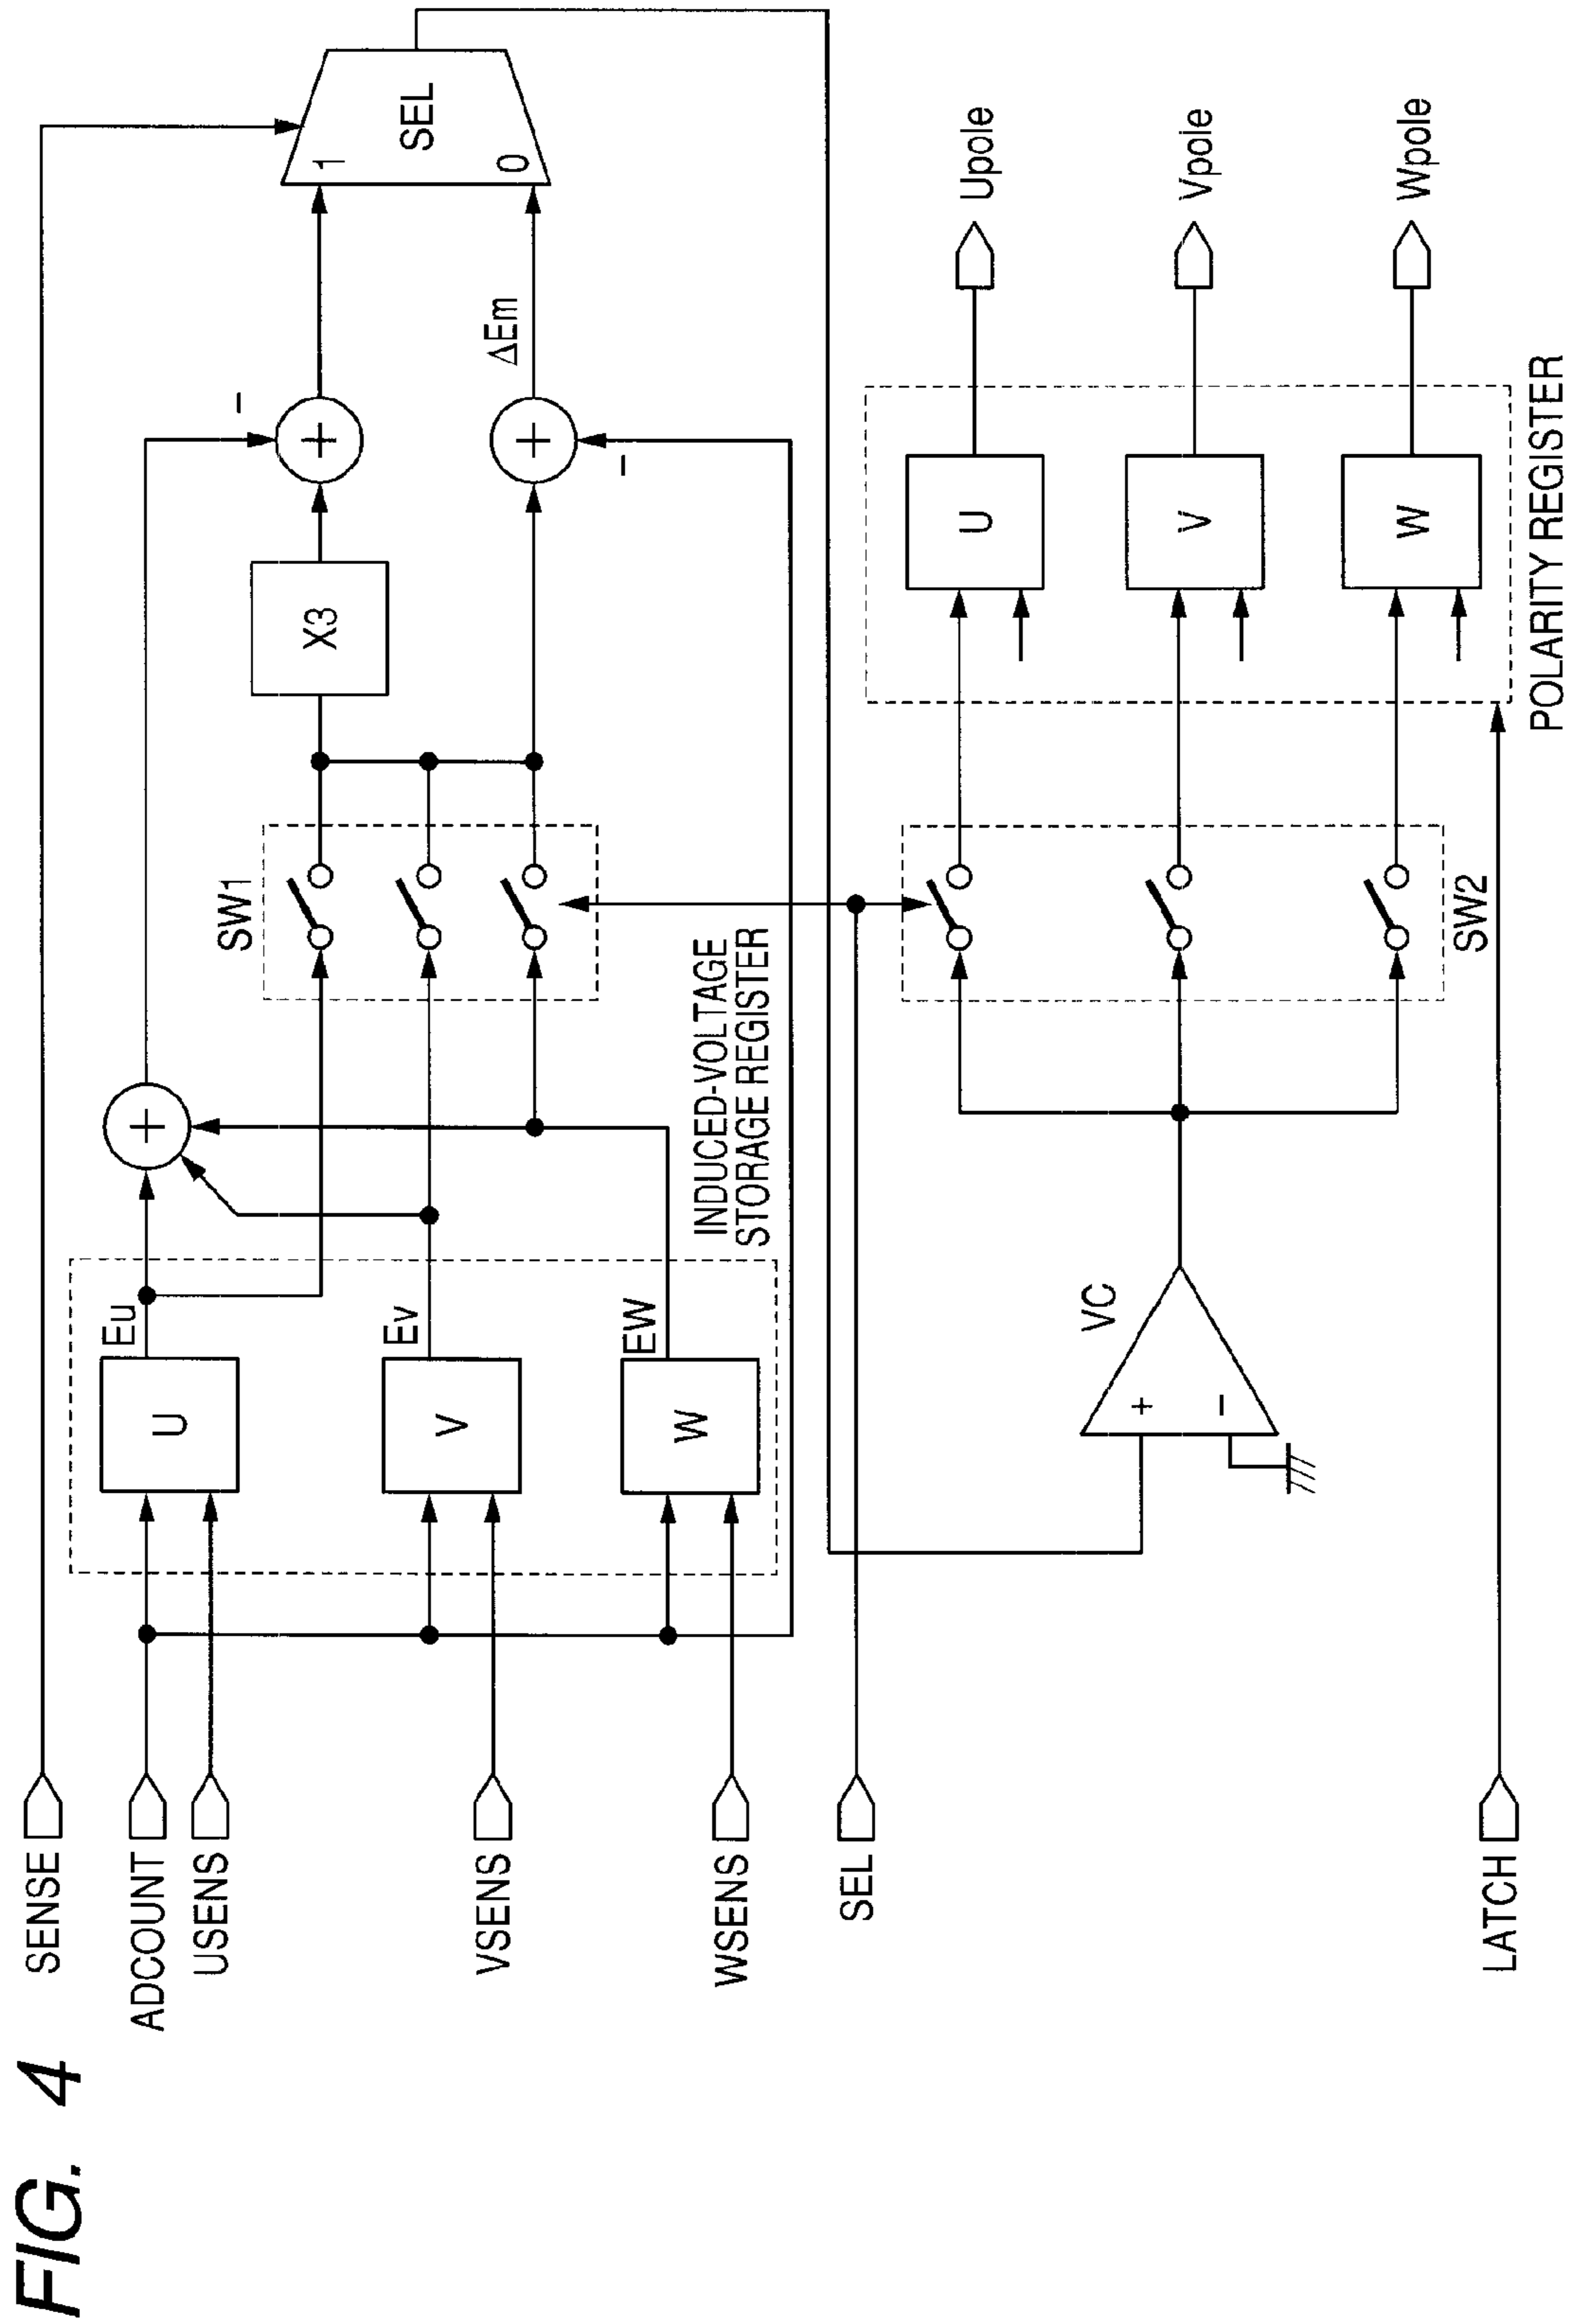 FIG. 4
SENSE
ADCOUNT
USENS
VSENS
WSENS
SEL
LATCH
U
Eu
V
Ev
W
EW
INDUCED-VOLTAGE
STORAGE REGISTER
+
SW1
X3
+
−
+
−
ΔEm
1
0
SEL
VC
+
−
SW2
U
V
W
POLARITY REGISTER
Upole
Vpole
Wpole